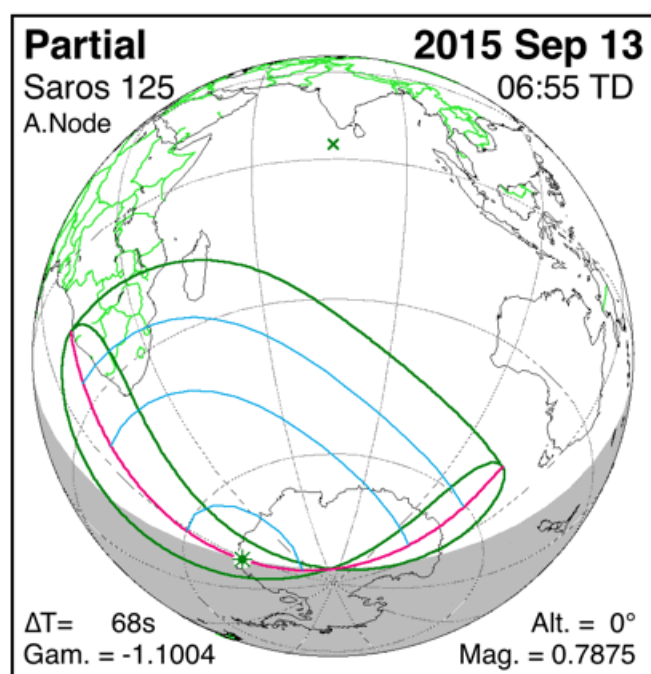 Partial
2015 Sep 13
Saros 125
06:55 TD
A.Node
ΔT= 68s
Alt. = 0°
Gam. = -1.1004
Mag. = 0.7875